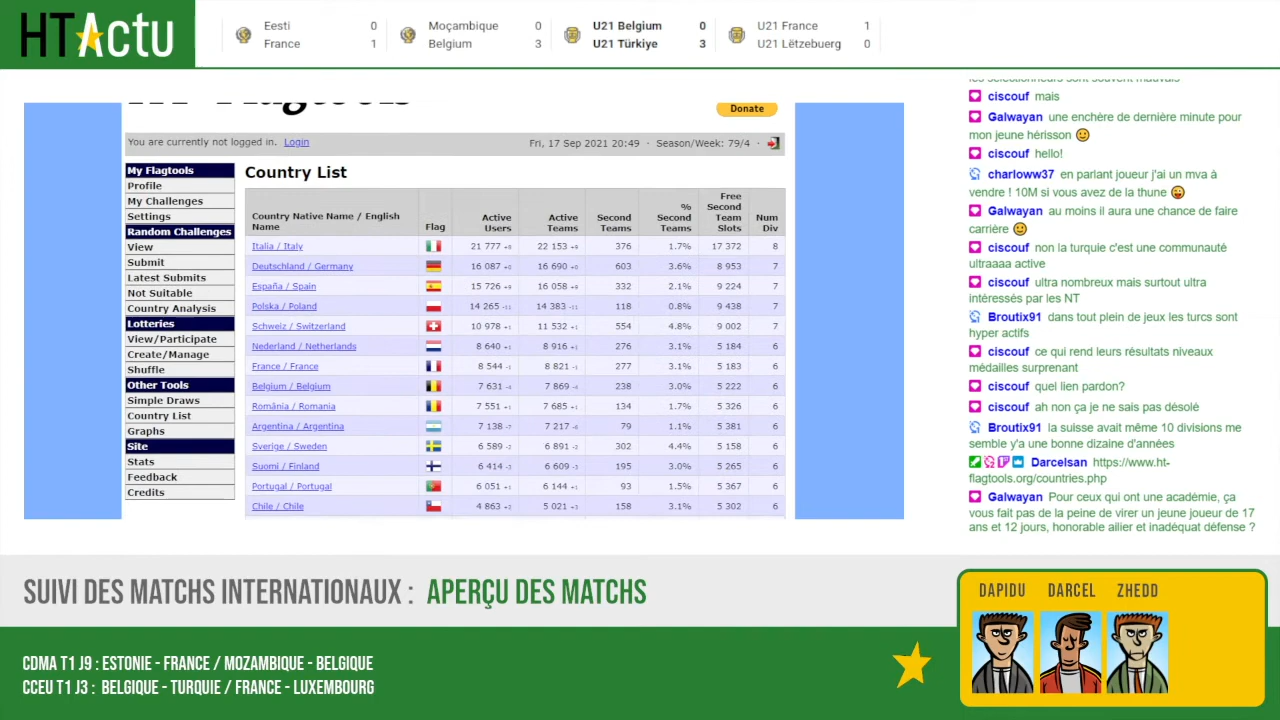 HTActu
Eesti 0
France 1
Moçambique 0
Belgium 3
U21 Belgium 0
U21 Türkiye 3
U21 France 1
U21 Lëtzebuerg 0
Donate
You are currently not logged in. Login
Fri, 17 Sep 2021 20:49 · Season/Week: 79/4 ·
My Flagtools
Profile
My Challenges
Settings
Random Challenges
View
Submit
Latest Submits
Not Suitable
Country Analysis
Lotteries
View/Participate
Create/Manage
Shuffle
Other Tools
Simple Draws
Country List
Graphs
Site
Stats
Feedback
Credits
Country List
Country Native Name / English Name Flag Active Users Active Teams Second Teams % Second Teams Free Second Team Slots Num Div
Italia / Italy 21 777 22 153 376 1.7% 17 372 8
Deutschland / Germany 16 087 16 690 603 3.6% 8 953 7
España / Spain 15 726 16 058 332 2.1% 9 224 7
Polska / Poland 14 265 14 383 118 0.8% 9 438 7
Schweiz / Switzerland 10 978 11 532 554 4.8% 9 002 7
Nederland / Netherlands 8 640 8 916 276 3.1% 5 184 6
France / France 8 544 8 821 277 3.1% 5 183 6
Belgium / Belgium 7 631 7 869 238 3.0% 5 222 6
România / Romania 7 551 7 685 134 1.7% 5 326 6
Argentina / Argentina 7 138 7 217 79 1.1% 5 381 6
Sverige / Sweden 6 589 6 891 302 4.4% 5 158 6
Suomi / Finland 6 414 6 609 195 3.0% 5 265 6
Portugal / Portugal 6 051 6 144 93 1.5% 5 367 6
Chile / Chile 4 863 5 021 158 3.1% 5 302 6
ciscouf mais
Galwayan une enchère de dernière minute pour
mon jeune hérisson
ciscouf hello!
charloww37 en parlant joueur j'ai un mva à
vendre ! 10M si vous avez de la thune
Galwayan au moins il aura une chance de faire
carrière
ciscouf non la turquie c'est une communauté
ultraaaa active
ciscouf ultra nombreux mais surtout ultra
intéressés par les NT
Broutix91 dans tout plein de jeux les turcs sont
hyper actifs
ciscouf ce qui rend leurs résultats niveaux
médailles surprenant
ciscouf quel lien pardon?
ciscouf ah non ça je ne sais pas désolé
Broutix91 la suisse avait même 10 divisions me
semble y'a une bonne dizaine d'années
Darcelsan https://www.ht-
flagtools.org/countries.php
Galwayan Pour ceux qui ont une académie, ça
vous fait pas de la peine de virer un jeune joueur de 17
ans et 12 jours, honorable ailier et inadéquat défense ?
SUIVI DES MATCHS INTERNATIONAUX : APERÇU DES MATCHS
DAPIDU DARCEL ZHEDD
CDMA T1 J9 : ESTONIE - FRANCE / MOZAMBIQUE - BELGIQUE
CCEU T1 J3 : BELGIQUE - TURQUIE / FRANCE - LUXEMBOURG